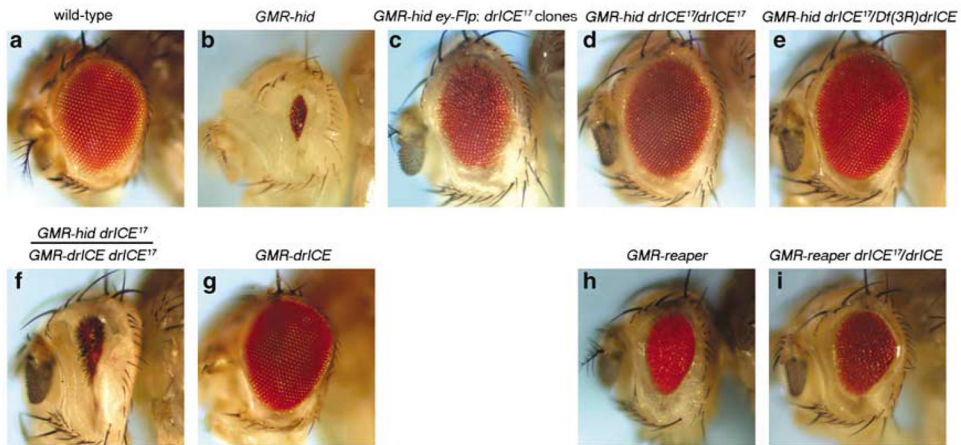 wild-type
GMR-hid
GMR-hid ey-Flp; drICE¹⁷ clones
GMR-hid drICE¹⁷/drICE¹⁷
GMR-hid drICE¹⁷/Df(3R)drICE
a
b
c
d
e
GMR-hid drICE¹⁷
GMR-drICE drICE¹⁷
GMR-drICE
GMR-reaper
GMR-reaper drICE¹⁷/drICE
f
g
h
i